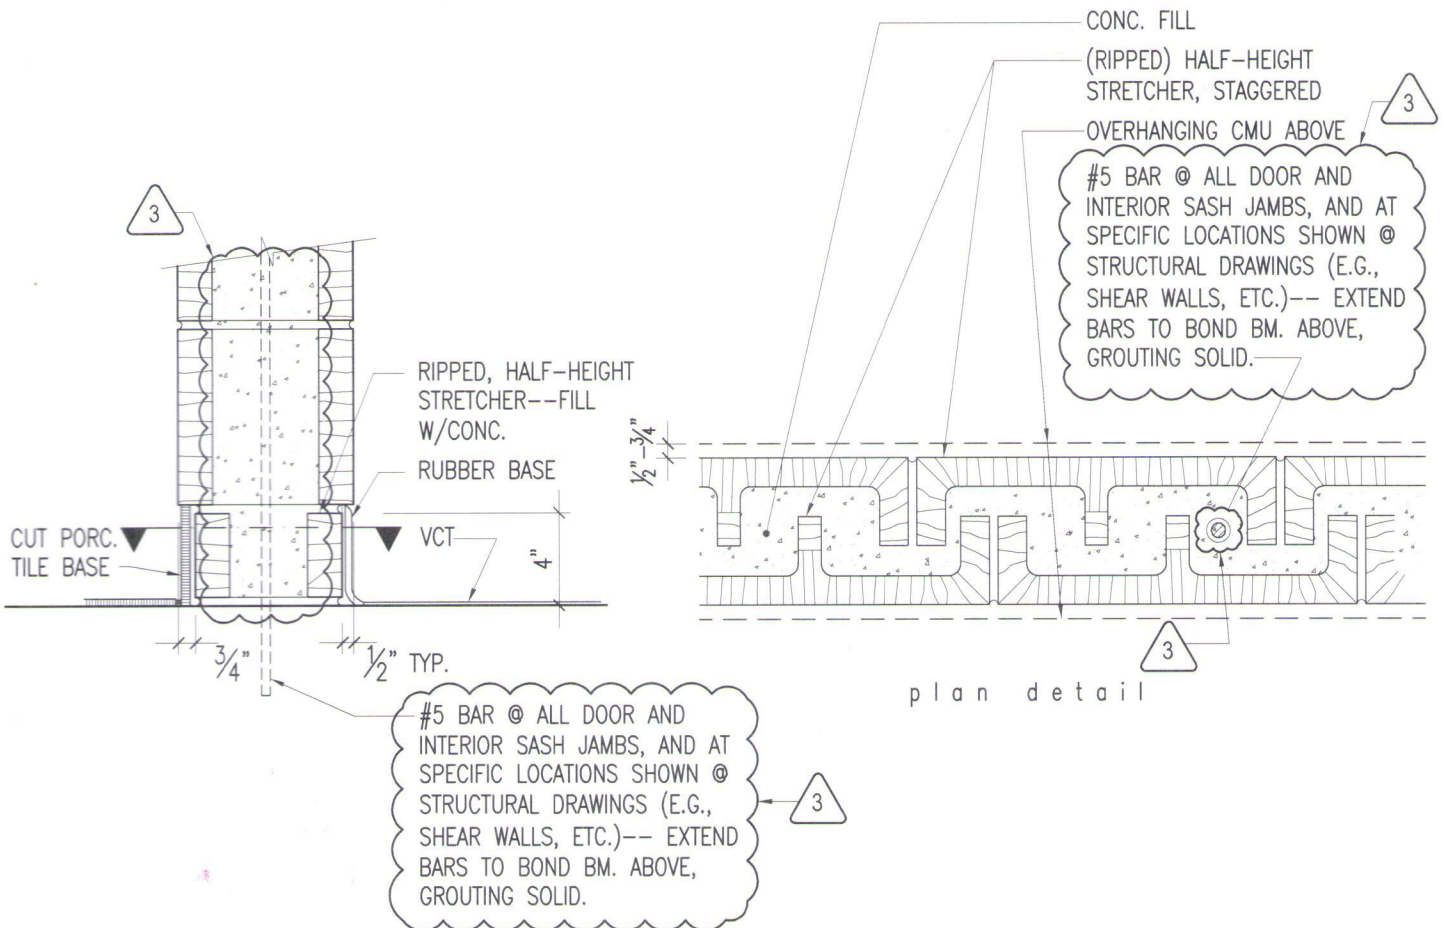 CONC. FILL
(RIPPED) HALF-HEIGHT
STRETCHER, STAGGERED
3
OVERHANGING CMU ABOVE
#5 BAR @ ALL DOOR AND
INTERIOR SASH JAMBS, AND AT
SPECIFIC LOCATIONS SHOWN @
STRUCTURAL DRAWINGS (E.G.,
SHEAR WALLS, ETC.)-- EXTEND
BARS TO BOND BM. ABOVE,
GROUTING SOLID.
3
RIPPED, HALF-HEIGHT
STRETCHER--FILL
W/CONC.
RUBBER BASE
VCT
CUT PORC.
TILE BASE
4"
3/4"
1/2" TYP.
1/2"-3/4"
3
plan detail
#5 BAR @ ALL DOOR AND
INTERIOR SASH JAMBS, AND AT
SPECIFIC LOCATIONS SHOWN @
STRUCTURAL DRAWINGS (E.G.,
SHEAR WALLS, ETC.)-- EXTEND
BARS TO BOND BM. ABOVE,
GROUTING SOLID.
3